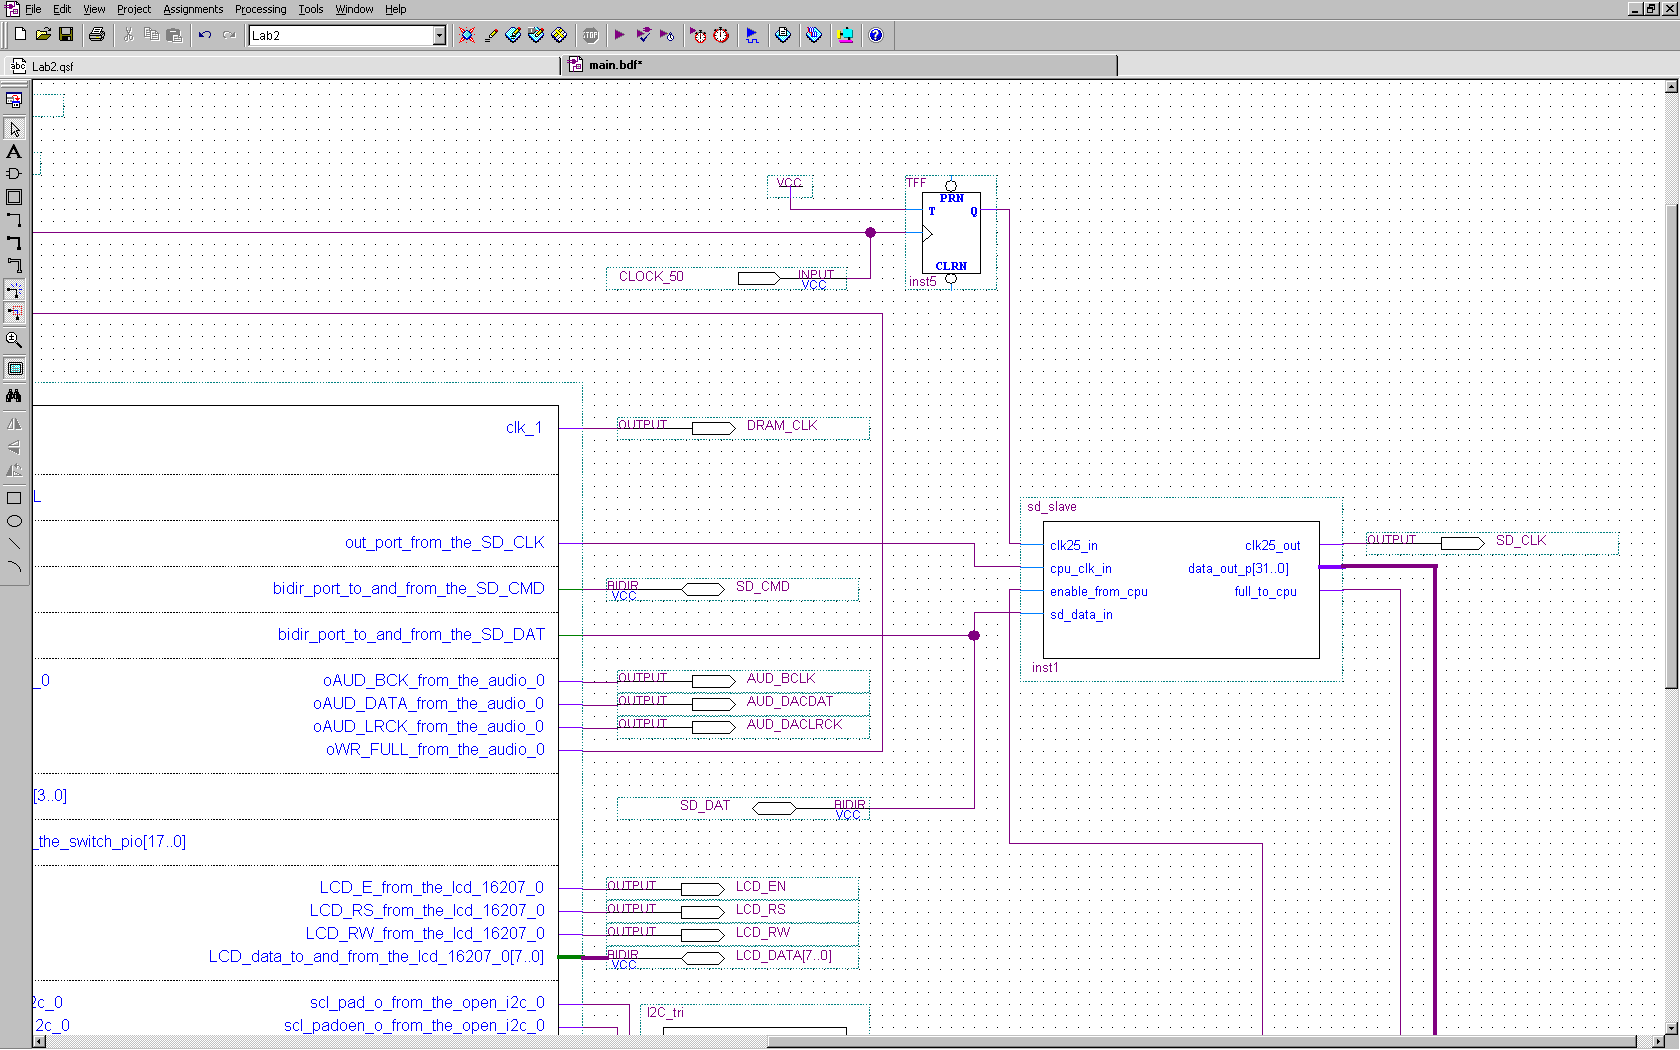 File Edit View Project Assignments Processing Tools Window Help
Lab2
STOP
?
abc Lab2.qsf
main.bdf*
A
VCC
TFF
PRN
T Q
CLRN
inst5
CLOCK_50 INPUT
VCC
clk_1 OUTPUT DRAM_CLK
L
sd_slave
out_port_from_the_SD_CLK
clk25_in clk25_out OUTPUT SD_CLK
cpu_clk_in data_out_p[31..0]
bidir_port_to_and_from_the_SD_CMD BIDIR SD_CMD
VCC
enable_from_cpu full_to_cpu
sd_data_in
bidir_port_to_and_from_the_SD_DAT
inst1
_0 oAUD_BCK_from_the_audio_0 OUTPUT AUD_BCLK
oAUD_DATA_from_the_audio_0 OUTPUT AUD_DACDAT
oAUD_LRCK_from_the_audio_0 OUTPUT AUD_DACLRCK
oWR_FULL_from_the_audio_0
[3..0]
SD_DAT BIDIR
VCC
_the_switch_pio[17..0]
LCD_E_from_the_lcd_16207_0 OUTPUT LCD_EN
LCD_RS_from_the_lcd_16207_0 OUTPUT LCD_RS
LCD_RW_from_the_lcd_16207_0 OUTPUT LCD_RW
LCD_data_to_and_from_the_lcd_16207_0[7..0] BIDIR LCD_DATA[7..0]
VCC
i2c_0 scl_pad_o_from_the_open_i2c_0 I2C_tri
i2c_0 scl_padoen_o_from_the_open_i2c_0